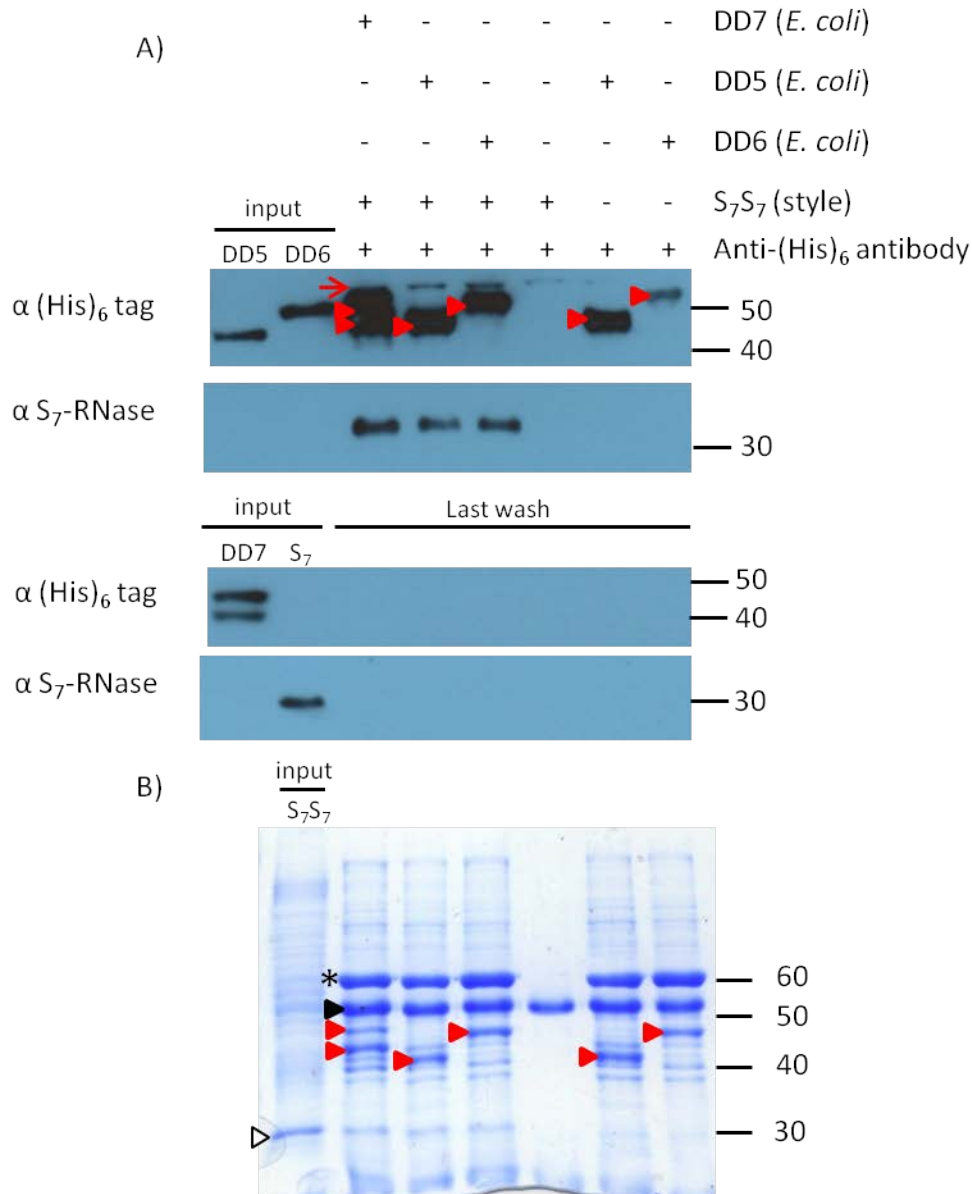 A)
+ - - - - - DD7 (E. coli)
- + - - + - DD5 (E. coli)
- - + - - + DD6 (E. coli)
input + + + + - - S₇S₇ (style)
DD5 DD6 + + + + + + Anti-(His)₆ antibody
α (His)₆ tag
50
40
α S₇-RNase
30
input Last wash
DD7 S₇
α (His)₆ tag
50
40
α S₇-RNase
30
B)
input
S₇S₇
* 60
50
40
30